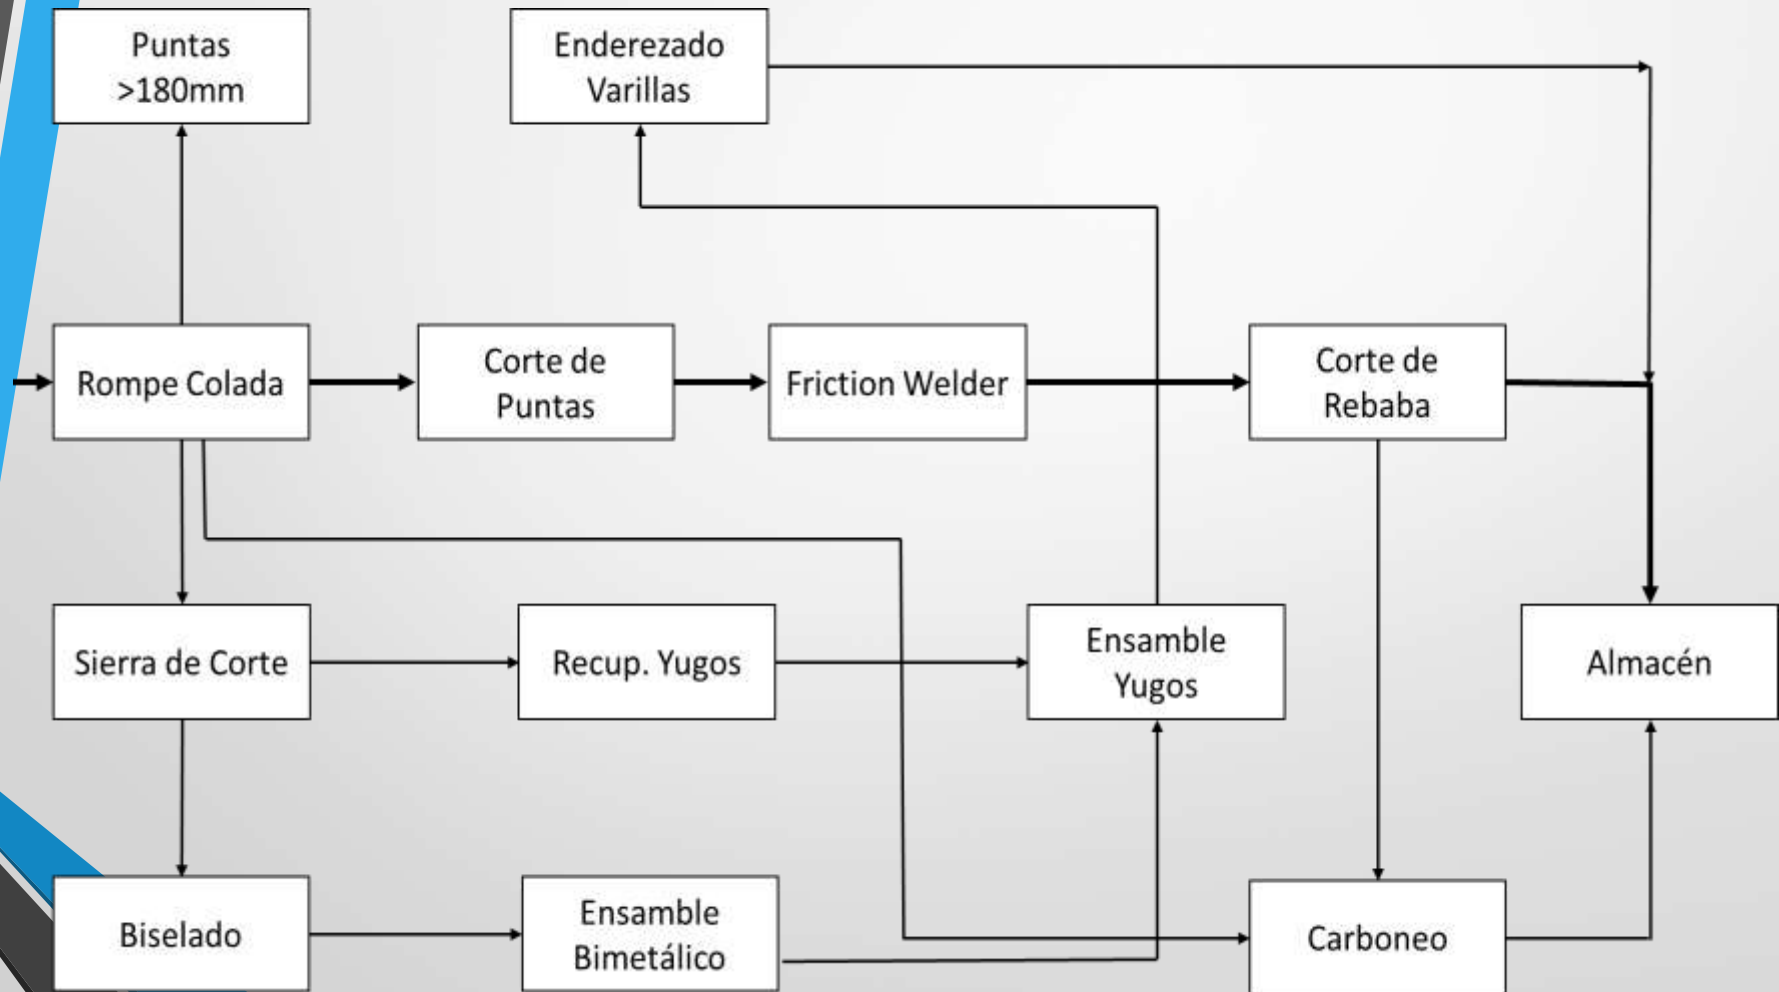 Puntas
>180mm
Enderezado
Varillas
Rompe Colada
Corte de
Puntas
Friction Welder
Corte de
Rebaba
Sierra de Corte
Recup. Yugos
Ensamble
Yugos
Almacén
Biselado
Ensamble
Bimetálico
Carboneo